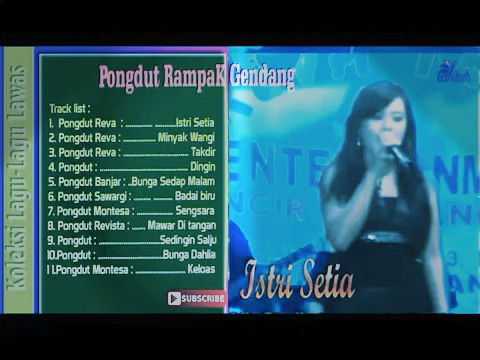 Koleksi Lagu-Lagu Lawas
Pongdut RampaK Gendang
Track list :
1. Pongdut Reva : ............ ............Istri Setia
2. Pongdut Reva : ................ Minyak Wangi
3. Pongdut Reva : ................................. Takdir
4. Pongdut : ......................................... Dingin
5. Pongdut Banjar : ..Bunga Sedap Malam
6. Pongdut Sawargi : ...... ............ Badai biru
7. Pongdut Montesa : .............. Sengsara
8. Pongdut Revista : ..... Mawar Di tangan
9. Pongdut : ........................Sedingin Salju
10.Pongdut : ..........................Bunga Dahlia
11.Pongdut Montesa : .................... Keloas
SUBSCRIBE
Istri Setia